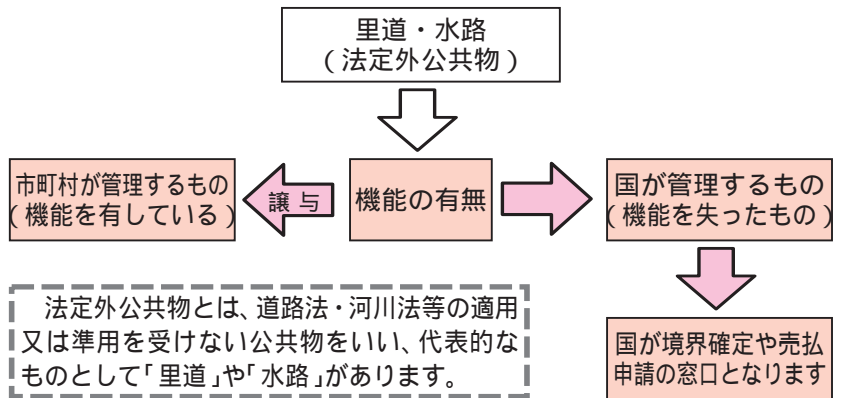 里道・水路
(法定外公共物)
市町村が管理するもの
(機能を有している)
譲与
機能の有無
国が管理するもの
(機能を失ったもの)
法定外公共物とは、道路法・河川法等の適用
又は準用を受けない公共物をいい、代表的な
ものとして「里道」や「水路」があります。
国が境界確定や売払
申請の窓口となります